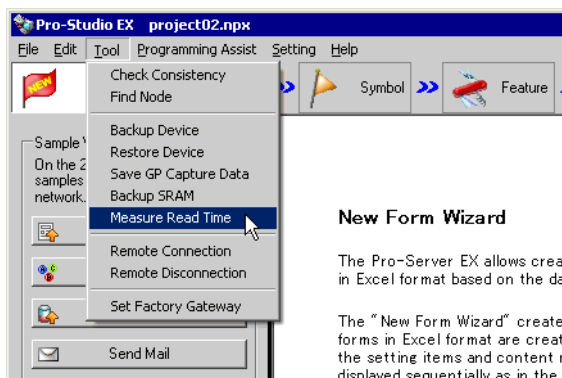 Pro-Studio EX project02.npx
File Edit Tool Programming Assist Setting Help
NEW
Symbol
Feature
Check Consistency
Find Node
Backup Device
Restore Device
Save GP Capture Data
Backup SRAM
Measure Read Time
Remote Connection
Remote Disconnection
Set Factory Gateway
Sample
On the 2
samples
network.
Send Mail
New Form Wizard
The Pro-Server EX allows crea
in Excel format based on the da
The "New Form Wizard" create
forms in Excel format are creat
the setting items and content
displayed sequentially as in the